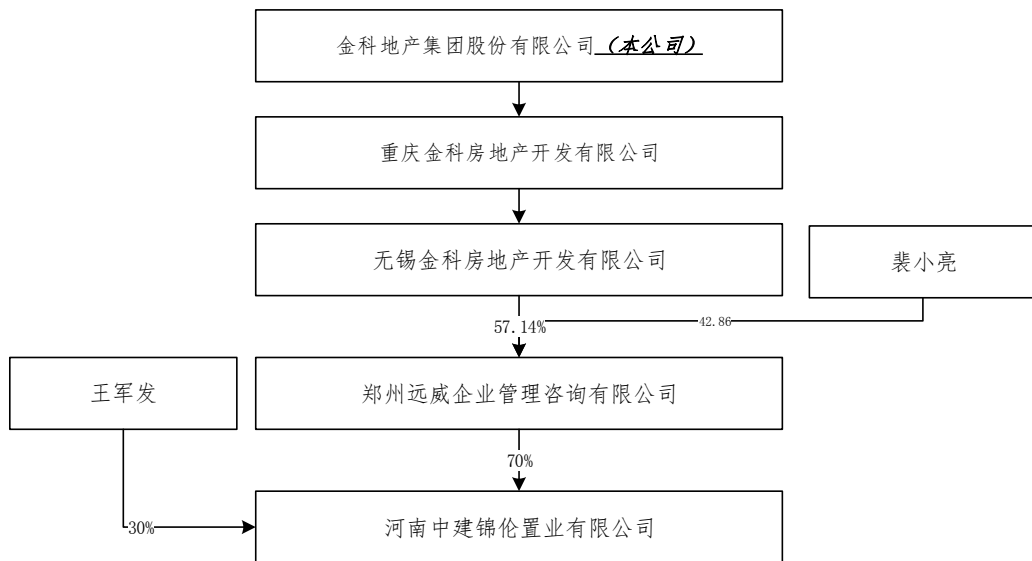 金科地产集团股份有限公司（本公司）
重庆金科房地产开发有限公司
无锡金科房地产开发有限公司
裴小亮
57.14%
42.86
王军发
郑州远威企业管理咨询有限公司
70%
30%
河南中建锦伦置业有限公司